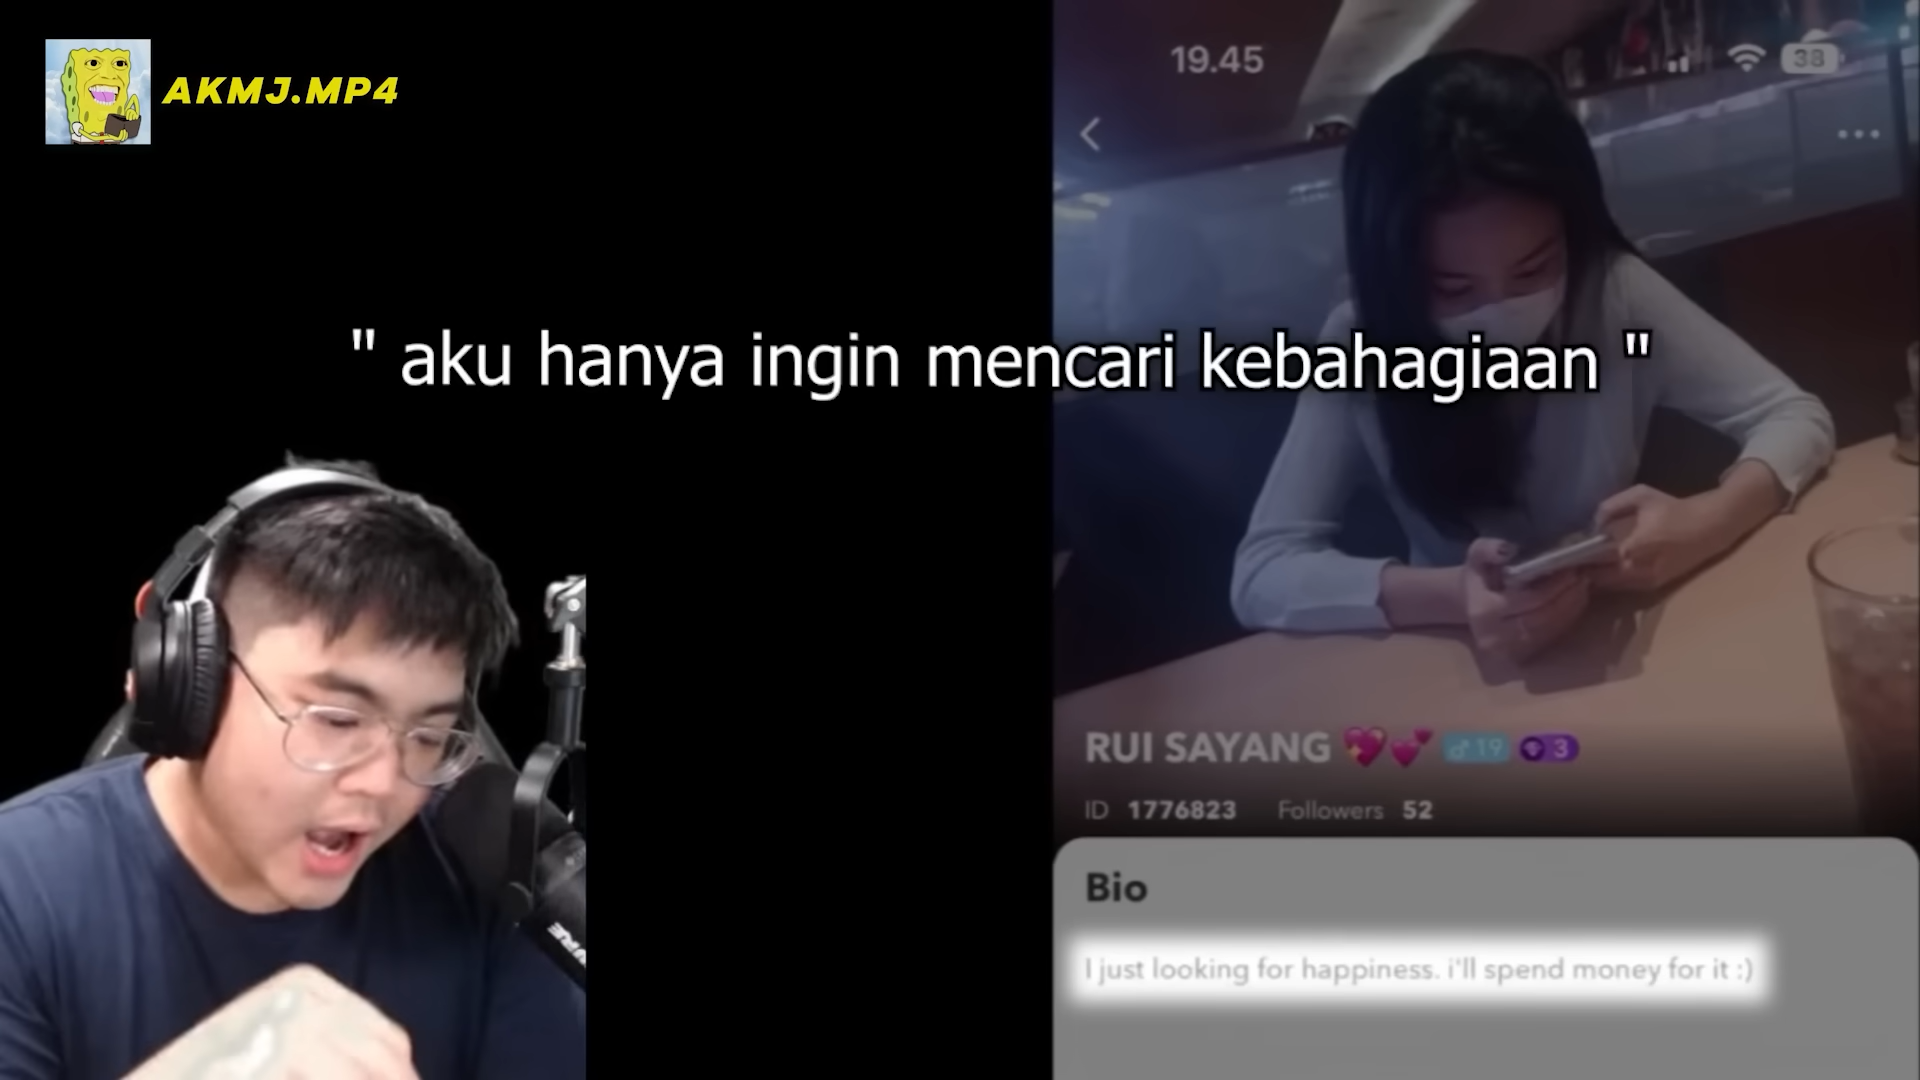 AKMJ.MP4
19.45
38
" aku hanya ingin mencari kebahagiaan "
RUI SAYANG 💖💕 ♂19 3
ID 1776823 Followers 52
Bio
I just looking for happiness. i'll spend money for it :)